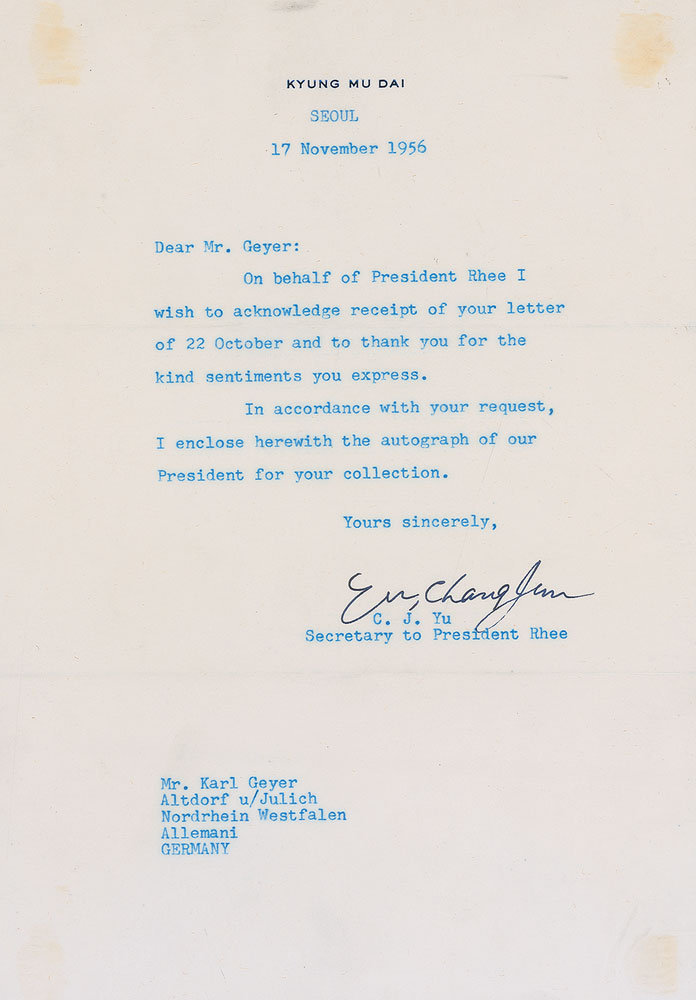 KYUNG MU DAI
SEOUL
17 November 1956
Dear Mr. Geyer:
On behalf of President Rhee I
wish to acknowledge receipt of your letter
of 22 October and to thank you for the
kind sentiments you express.
In accordance with your request,
I enclose herewith the autograph of our
President for your collection.
Yours sincerely,
Yu, Chang Jun
C. J. Yu
Secretary to President Rhee
Mr. Karl Geyer
Altdorf u/Julich
Nordrhein Westfalen
Allemani
GERMANY